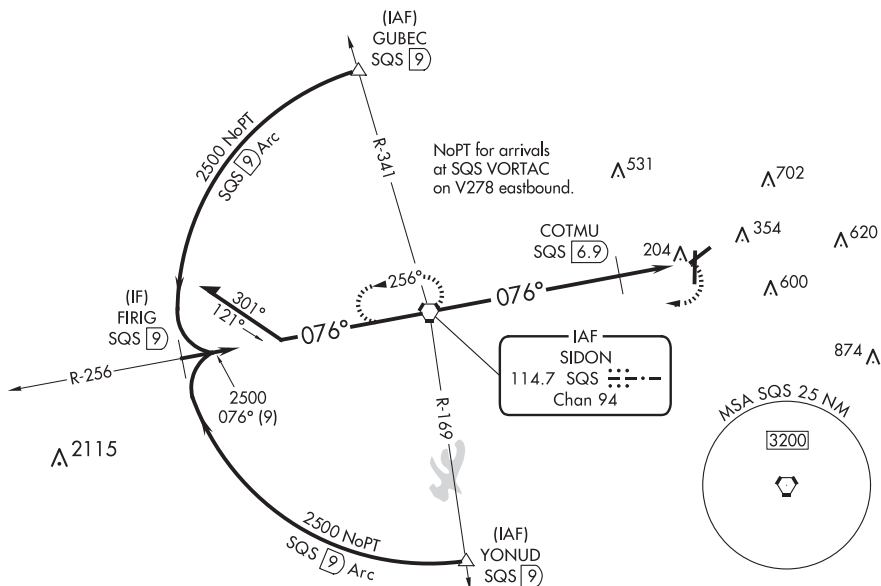 (IAF)
GUBEC
SQS 9
2500 NoPT
SQS 9 Arc
R-341
NoPT for arrivals
at SQS VORTAC
on V278 eastbound.
531
702
COTMU
SQS 6.9
204
354
620
600
874
256°
076°
076°
301°
121°
(IF)
FIRIG
SQS 9
R-256
2500
076° (9)
IAF
SIDON
114.7 SQS
Chan 94
R-169
2115
2500 NoPT
SQS 9 Arc
(IAF)
YONUD
SQS 9
MSA SQS 25 NM
3200